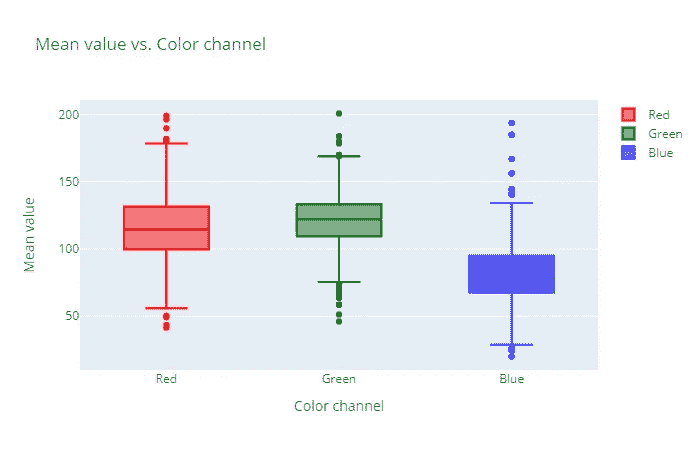 Mean value vs. Color channel
Red
Green
Blue
200
150
100
50
Mean value
Red Green Blue
Color channel